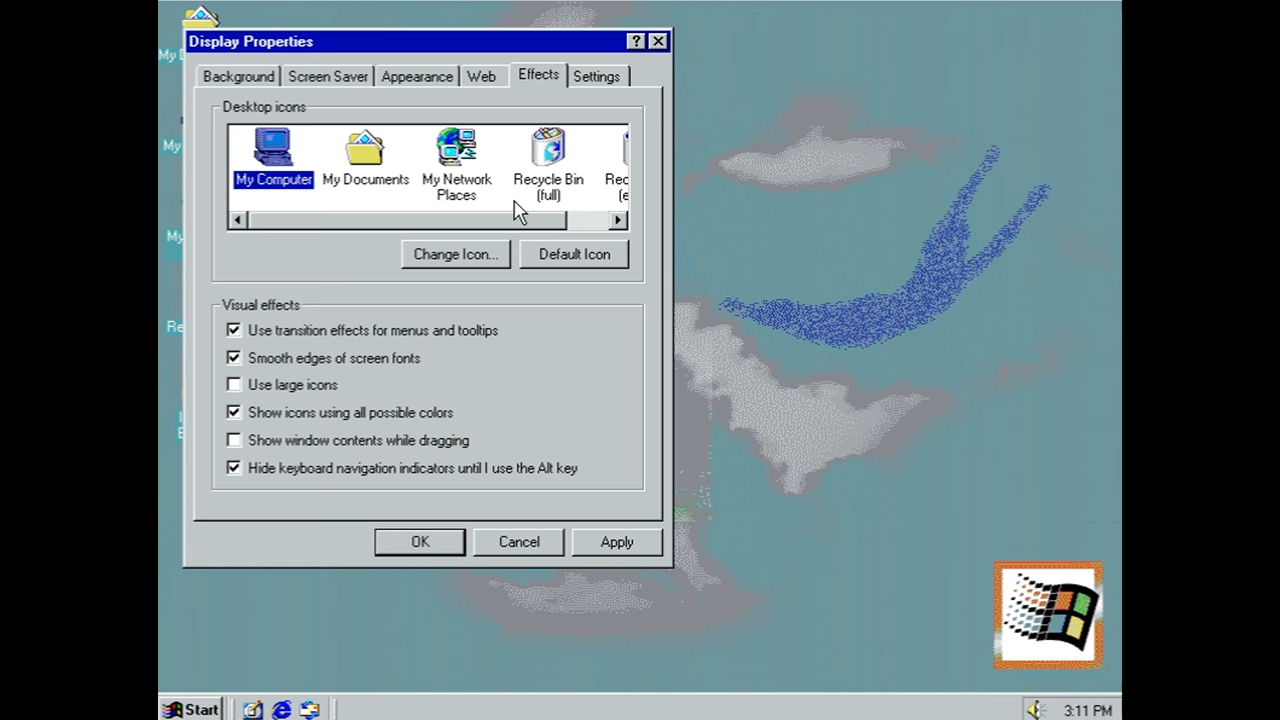 Display Properties
Background Screen Saver Appearance Web Effects Settings
Desktop icons
My Computer My Documents My Network Places Recycle Bin (full)
Change Icon... Default Icon
Visual effects
Use transition effects for menus and tooltips
Smooth edges of screen fonts
Use large icons
Show icons using all possible colors
Show window contents while dragging
Hide keyboard navigation indicators until I use the Alt key
OK Cancel Apply
My
My
My
Start 3:11 PM